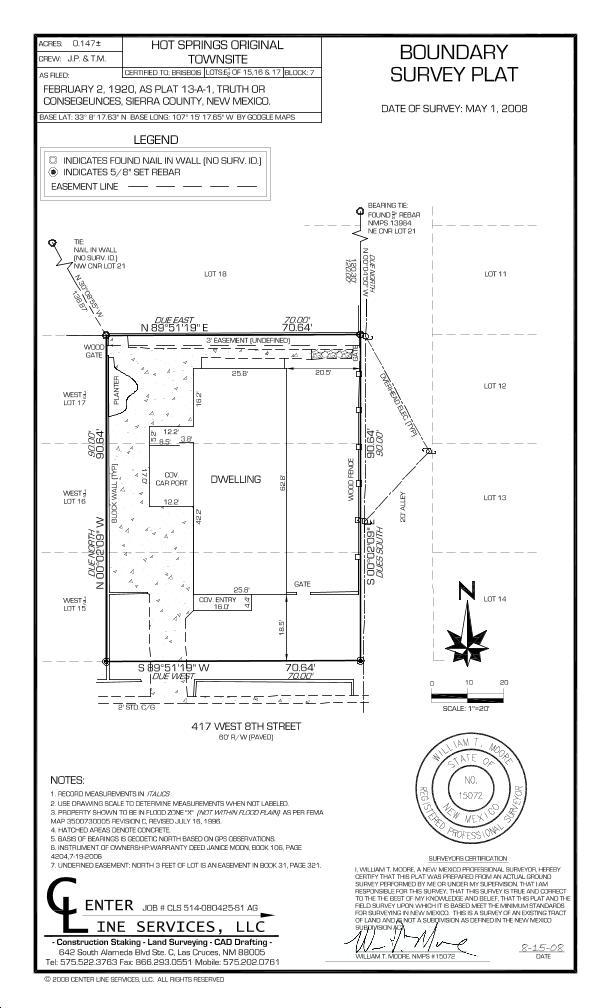 ACRES: 0.147±
CREW: J.P. & T.M.
AS FILED:
HOT SPRINGS ORIGINAL
TOWNSITE
CERTIFIED TO: BRISBOIS
LOTS: E½ OF 15,16 & 17
BLOCK: 7
FEBRUARY 2, 1920, AS PLAT 13-A-1, TRUTH OR
CONSEQEUNCES, SIERRA COUNTY, NEW MEXICO.
BASE LAT: 33° 8' 17.63" N BASE LONG: 107° 15' 17.65" W BY GOOGLE MAPS
BOUNDARY
SURVEY PLAT
DATE OF SURVEY: MAY 1, 2008
LEGEND
INDICATES FOUND NAIL IN WALL (NO SURV. I.D.)
INDICATES 5/8" SET REBAR
EASEMENT LINE
BEARING TIE:
FOUND REBAR
NMPS 13984
NE CNR LOT 21
TIE:
NAIL IN WALL
(NO SURV. I.D.)
NW CNR LOT 21
N 30°08'55" W
136.87'
LOT 18
DUE NORTH
N 00°04'50" W
120.30'
120.00'
LOT 11
DUE EAST 70.00'
N 89°51'19" E 70.64'
3' EASEMENT (UNDEFINED)
WOOD
GATE
GATE
25.8'
20.5'
WEST ½
LOT 17
PLANTER
16.2'
OVERHEAD ELEC. (TYP)
LOT 12
90.00'
90.64'
12.2'
5.2'
8.5'
3.8'
90.64'
90.00'
BLOCK WALL (TYP)
17.0'
COV.
CAR PORT
DWELLING
62.8'
WOOD FENCE
WEST ½
LOT 16
12.2'
42.2'
20' ALLEY
LOT 13
DUE NORTH
N 00°02'09" W
S 00°02'09" E
DUES SOUTH
25.8'
GATE
WEST ½
LOT 15
COV. ENTRY
16.0'
4.4'
18.5'
N
LOT 14
S 89°51'19" W 70.64'
DUE WEST 70.00'
2' STD. C/G
0 10 20
SCALE: 1"=20'
417 WEST 8TH STREET
60' R/W (PAVED)
WILLIAM T. MOORE
STATE OF
NO.
15072
NEW MEXICO
REGISTERED PROFESSIONAL SURVEYOR
NOTES:
1. RECORD MEASUREMENTS IN ITALICS
2. USE DRAWING SCALE TO DETERMINE MEASUREMENTS WHEN NOT LABELED.
3. PROPERTY SHOWN TO BE IN FLOOD ZONE "X" (NOT WITHIN FLOOD PLAIN) AS PER FEMA
MAP 3500730005 REVISION C, REVISED JULY 16, 1996.
4. HATCHED AREAS DENOTE CONCRETE.
5. BASIS OF BEARINGS IS GEODETIC NORTH BASED ON GPS OBSERVATIONS.
6. INSTRUMENT OF OWNERSHIP:WARRANTY DEED JANICE MOON, BOOK 106, PAGE
4204,7-19-2006
7. UNDERINED EASEMENT: NORTH 3 FEET OF LOT IS AN EASEMENT IN BOOK 31, PAGE 321.
SURVEYORS CERTIFICATION
I, WILLIAM T. MOORE, A NEW MEXICO PROFESSIONAL SURVEYOR, HEREBY
CERTIFY THAT THIS PLAT WAS PREPARED FROM AN ACTUAL GROUND
SURVEY PERFORMED BY ME OR UNDER MY SUPERVISION, THAT I AM
RESPONSIBLE FOR THIS SURVEY, THAT THIS SURVEY IS TRUE AND CORRECT
TO THE THE BEST OF MY KNOWLEDGE AND BELIEF, THAT THIS PLAT AND THE
FIELD SURVEY UPON WHICH IT IS BASED MEET THE MINIMUM STANDARDS
FOR SURVEYING IN NEW MEXICO. THIS IS A SURVEY OF AN EXISTING TRACT
OF LAND AND NOT A SUBDIVISION AS DEFINED IN THE NEW MEXICO
SUBDIVISION ACT.
CENTER
JOB # CLS 514-080425-61 AG
LINE SERVICES, LLC
- Construction Staking - Land Surveying - CAD Drafting -
642 South Alameda Blvd Ste. C, Las Cruces, NM 88005
Tel: 575.522.3763 Fax: 866.293.0551 Mobile: 575.202.0761
8-15-08
WILLIAM T. MOORE. NMPS #15072
DATE
© 2008 CENTER LINE SERVICES, LLC. ALL RIGHTS RESERVED